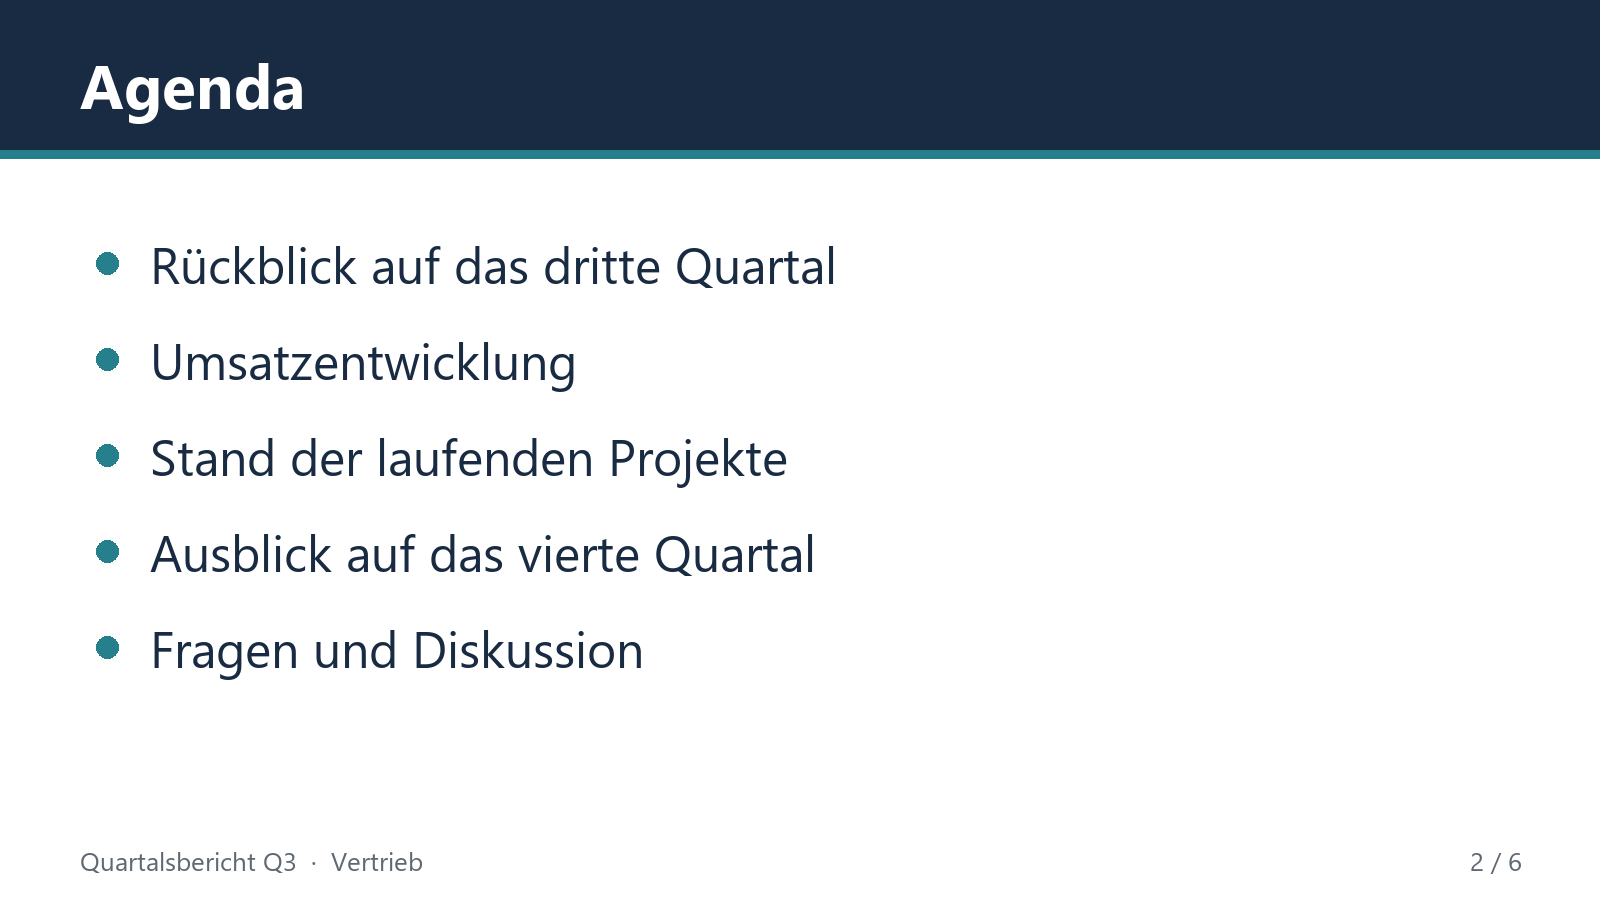 Agenda
Rückblick auf das dritte Quartal
Umsatzentwicklung
Stand der laufenden Projekte
Ausblick auf das vierte Quartal
Fragen und Diskussion
Quartalsbericht Q3 · Vertrieb
2 / 6